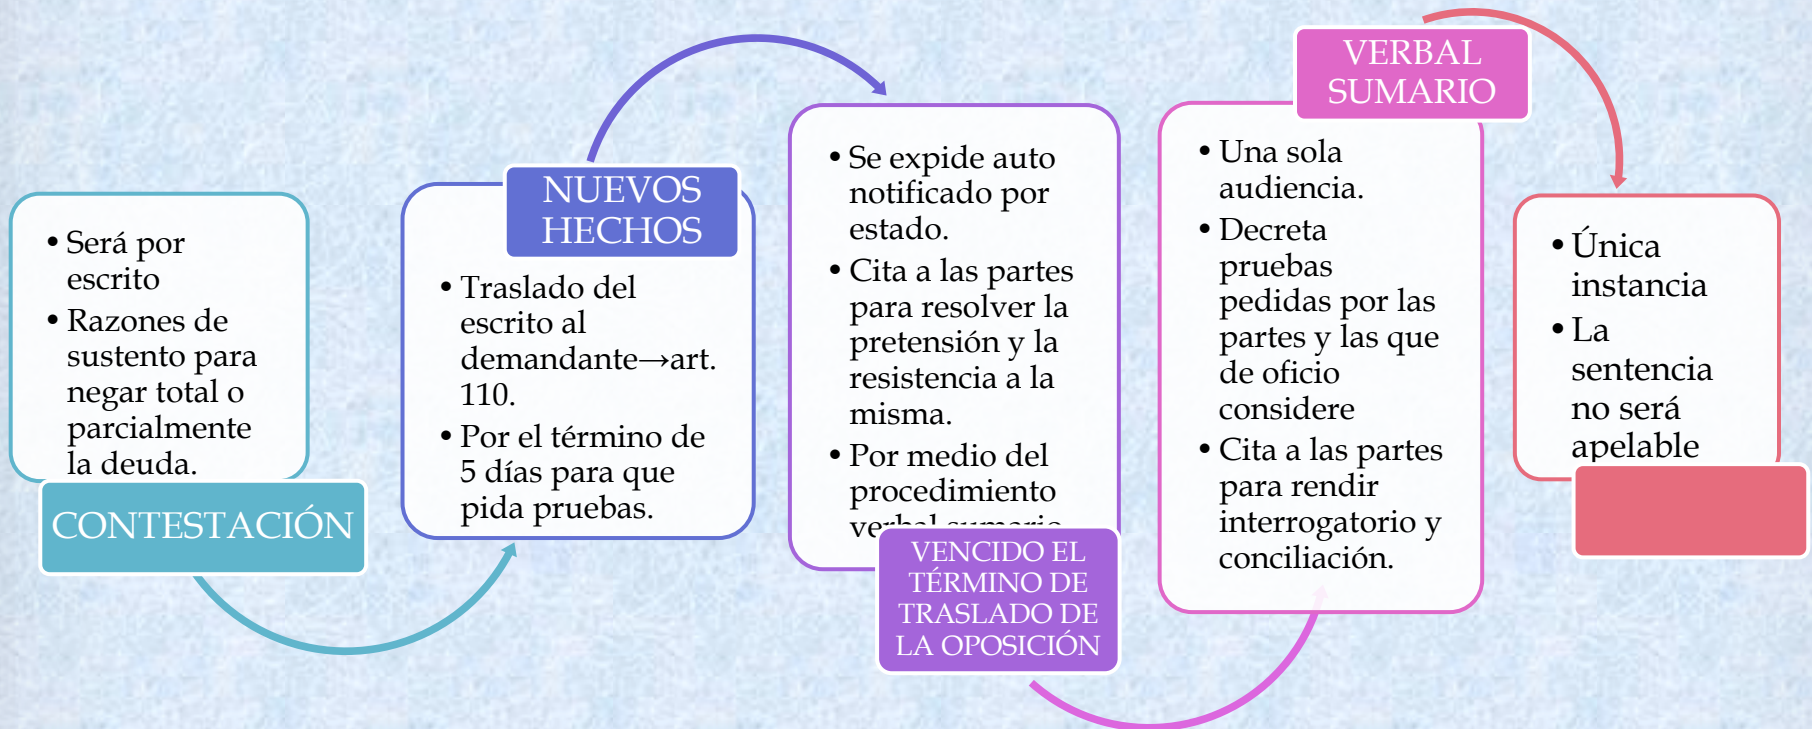 • Será por
escrito
• Razones de
sustento para
negar total o
parcialmente
la deuda.
CONTESTACIÓN
NUEVOS
HECHOS
• Traslado del
escrito al
demandante→art.
110.
• Por el término de
5 días para que
pida pruebas.
• Se expide auto
notificado por
estado.
• Cita a las partes
para resolver la
pretensión y la
resistencia a la
misma.
• Por medio del
procedimiento
verbal sumario
VENCIDO EL
TÉRMINO DE
TRASLADO DE
LA OPOSICIÓN
VERBAL
SUMARIO
• Una sola
audiencia.
• Decreta
pruebas
pedidas por las
partes y las que
de oficio
considere
• Cita a las partes
para rendir
interrogatorio y
conciliación.
• Única
instancia
• La
sentencia
no será
apelable